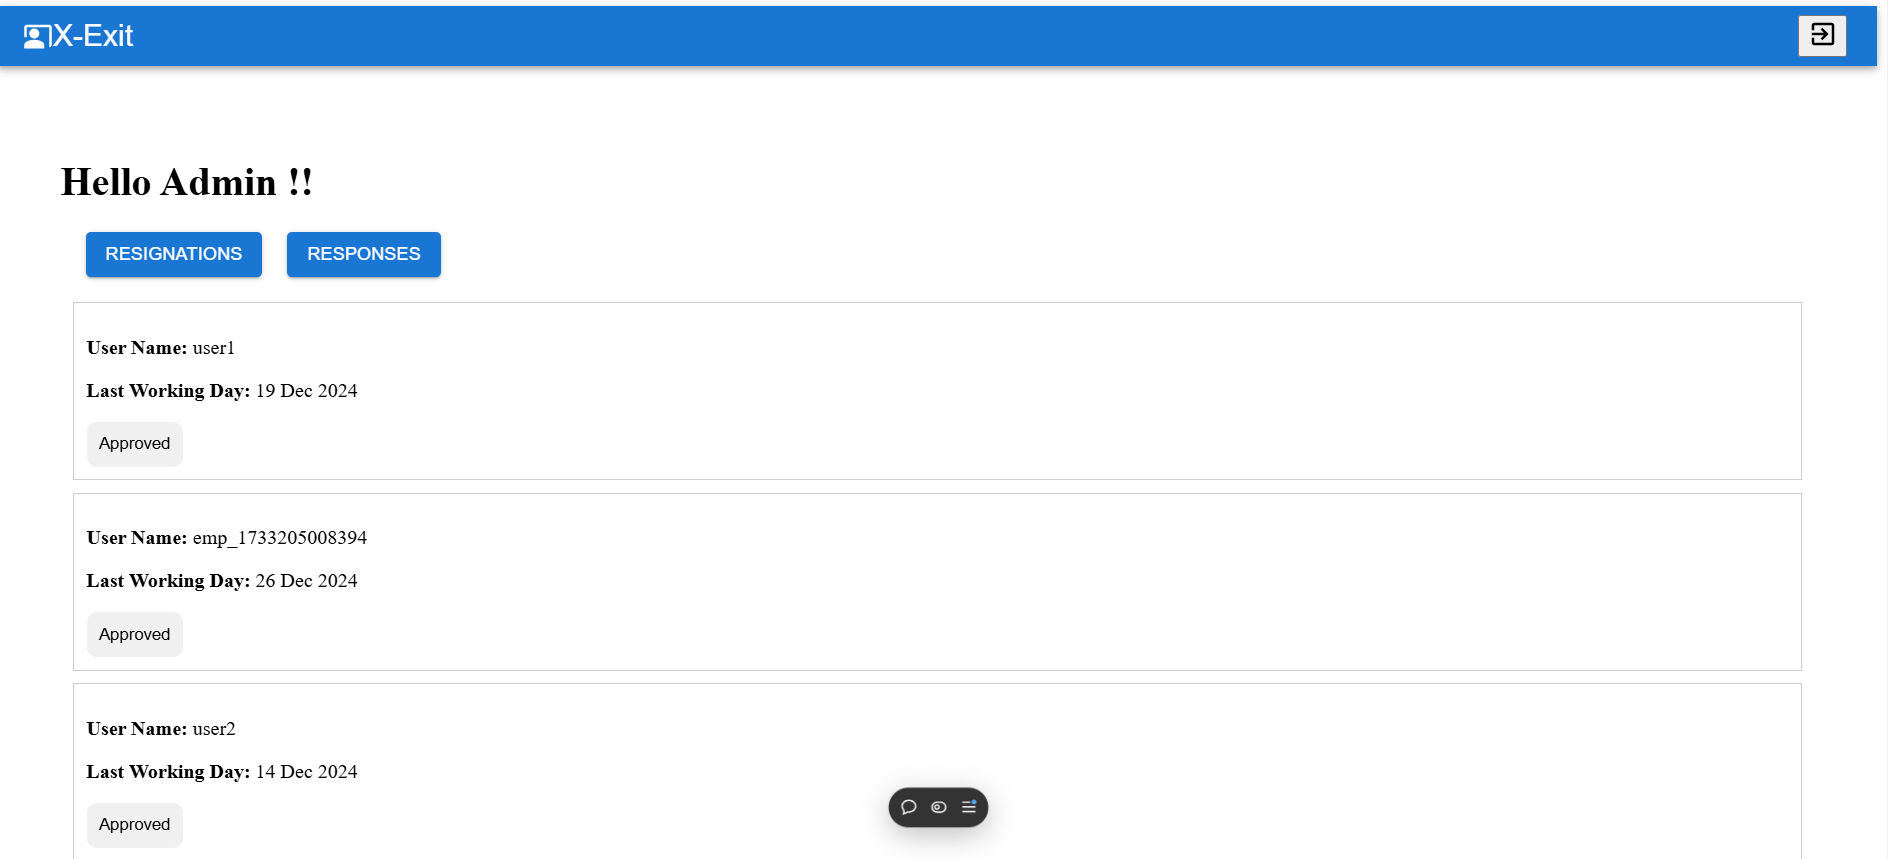 X-Exit
Hello Admin !!
RESIGNATIONS RESPONSES
User Name: user1
Last Working Day: 19 Dec 2024
Approved
User Name: emp_1733205008394
Last Working Day: 26 Dec 2024
Approved
User Name: user2
Last Working Day: 14 Dec 2024
Approved